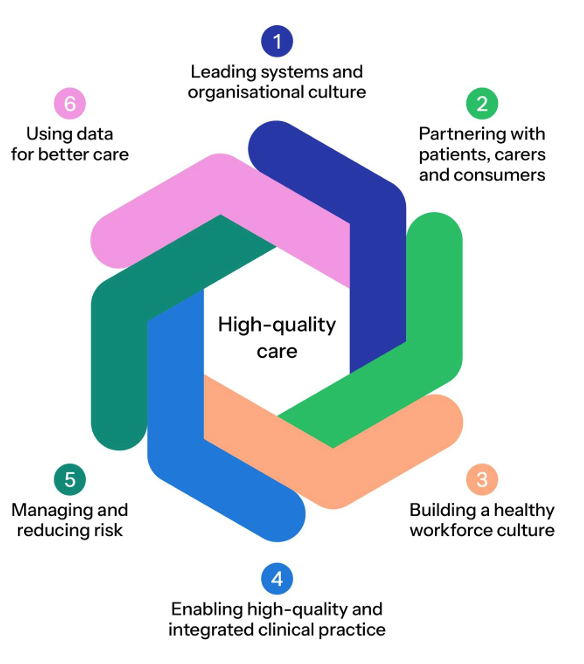 1
Leading systems and
organisational culture
2
Partnering with
patients, carers
and consumers
3
Building a healthy
workforce culture
4
Enabling high-quality and
integrated clinical practice
5
Managing and
reducing risk
6
Using data
for better care
High-quality
care